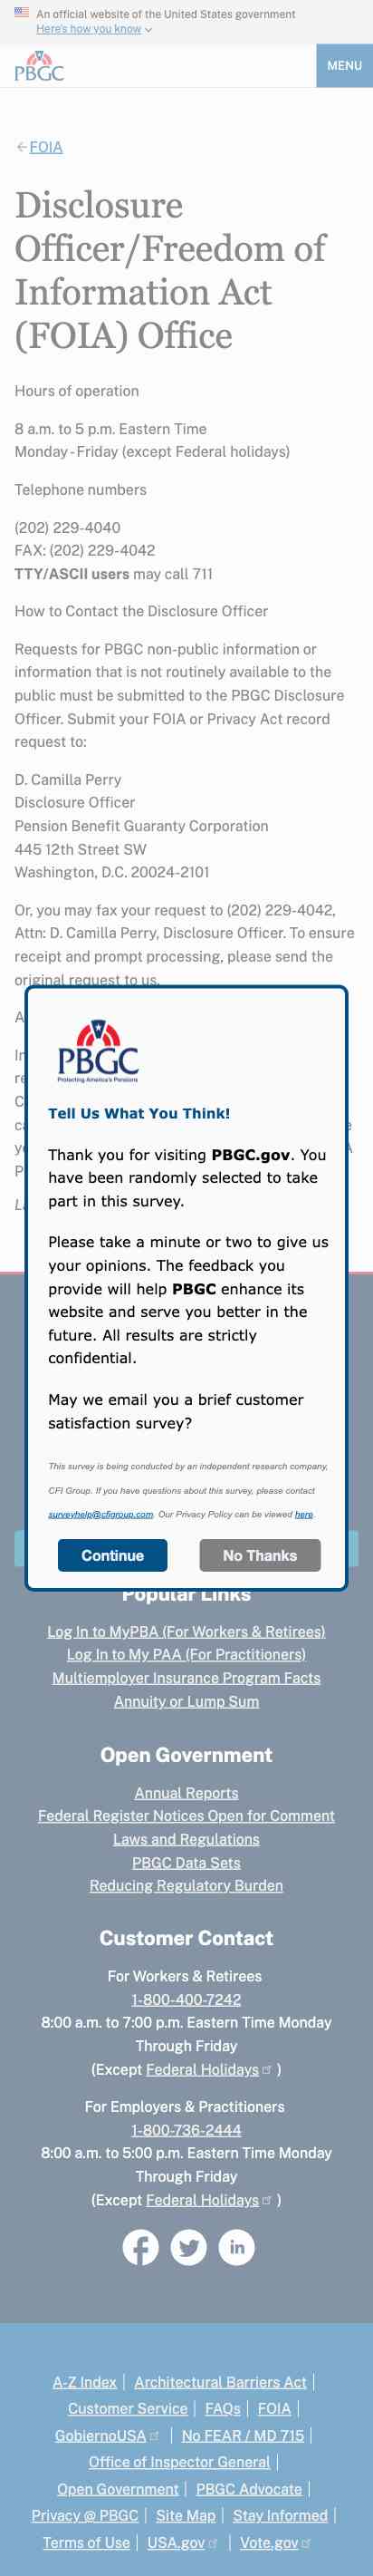 An official website of the United States government
Here's how you know
PBGC
MENU
FOIA
Disclosure
Officer/Freedom of
Information Act
(FOIA) Office
Hours of operation
8 a.m. to 5 p.m. Eastern Time
Monday - Friday (except Federal holidays)
Telephone numbers
(202) 229-4040
FAX: (202) 229-4042
TTY/ASCII users may call 711
How to Contact the Disclosure Officer
Requests for PBGC non-public information or
information that is not routinely available to the
public must be submitted to the PBGC Disclosure
Officer. Submit your FOIA or Privacy Act record
request to:
D. Camilla Perry
Disclosure Officer
Pension Benefit Guaranty Corporation
445 12th Street SW
Washington, D.C. 20024-2101
Or, you may fax your request to (202) 229-4042,
Attn: D. Camilla Perry, Disclosure Officer. To ensure
receipt and prompt processing, please send the
original request to us.
PBGC
Protecting America's Pensions
Tell Us What You Think!
Thank you for visiting PBGC.gov. You
have been randomly selected to take
part in this survey.
Please take a minute or two to give us
your opinions. The feedback you
provide will help PBGC enhance its
website and serve you better in the
future. All results are strictly
confidential.
May we email you a brief customer
satisfaction survey?
This survey is being conducted by an independent research company,
CFI Group. If you have questions about this survey, please contact
surveyhelp@cfigroup.com. Our Privacy Policy can be viewed here.
Continue
No Thanks
Popular Links
Log In to MyPBA (For Workers & Retirees)
Log In to My PAA (For Practitioners)
Multiemployer Insurance Program Facts
Annuity or Lump Sum
Open Government
Annual Reports
Federal Register Notices Open for Comment
Laws and Regulations
PBGC Data Sets
Reducing Regulatory Burden
Customer Contact
For Workers & Retirees
1-800-400-7242
8:00 a.m. to 7:00 p.m. Eastern Time Monday
Through Friday
(Except Federal Holidays )
For Employers & Practitioners
1-800-736-2444
8:00 a.m. to 5:00 p.m. Eastern Time Monday
Through Friday
(Except Federal Holidays )
A-Z Index | Architectural Barriers Act |
Customer Service | FAQs | FOIA |
GobiernoUSA | No FEAR / MD 715 |
Office of Inspector General |
Open Government | PBGC Advocate |
Privacy @ PBGC | Site Map | Stay Informed |
Terms of Use | USA.gov | Vote.gov